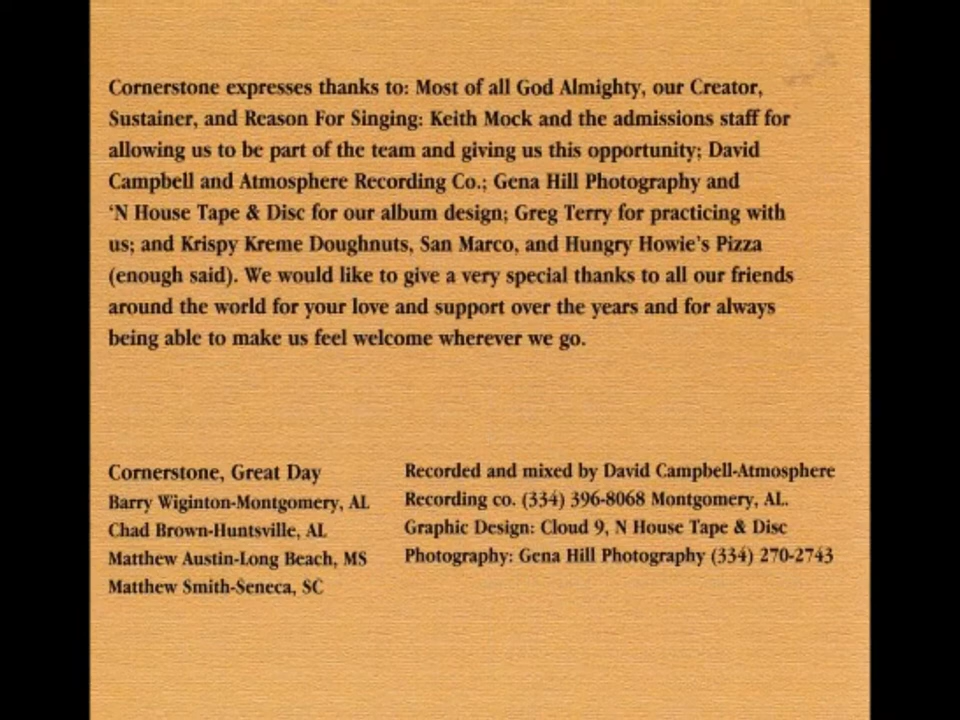 Cornerstone expresses thanks to: Most of all God Almighty, our Creator,
Sustainer, and Reason For Singing: Keith Mock and the admissions staff for
allowing us to be part of the team and giving us this opportunity; David
Campbell and Atmosphere Recording Co.; Gena Hill Photography and
‘N House Tape & Disc for our album design; Greg Terry for practicing with
us; and Krispy Kreme Doughnuts, San Marco, and Hungry Howie’s Pizza
(enough said). We would like to give a very special thanks to all our friends
around the world for your love and support over the years and for always
being able to make us feel welcome wherever we go.
Cornerstone, Great Day
Barry Wiginton-Montgomery, AL
Chad Brown-Huntsville, AL
Matthew Austin-Long Beach, MS
Matthew Smith-Seneca, SC
Recorded and mixed by David Campbell-Atmosphere
Recording co. (334) 396-8068 Montgomery, AL.
Graphic Design: Cloud 9, N House Tape & Disc
Photography: Gena Hill Photography (334) 270-2743